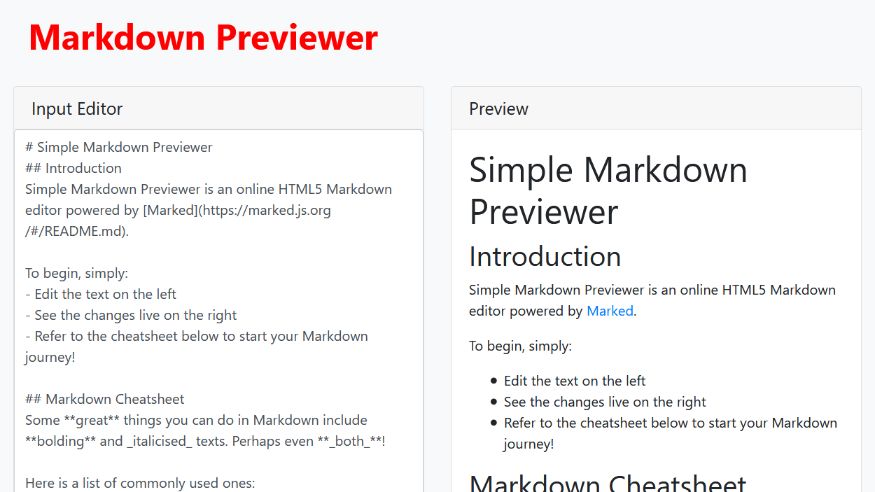 Markdown Previewer
Input Editor
# Simple Markdown Previewer
## Introduction
Simple Markdown Previewer is an online HTML5 Markdown
editor powered by [Marked](https://marked.js.org
/#/README.md).
To begin, simply:
- Edit the text on the left
- See the changes live on the right
- Refer to the cheatsheet below to start your Markdown
journey!
## Markdown Cheatsheet
Some **great** things you can do in Markdown include
**bolding** and _italicised_ texts. Perhaps even **_both_**!
Here is a list of commonly used ones:
Preview
Simple Markdown
Previewer
Introduction
Simple Markdown Previewer is an online HTML5 Markdown
editor powered by Marked.
To begin, simply:
• Edit the text on the left
• See the changes live on the right
• Refer to the cheatsheet below to start your Markdown
journey!
Markdown Cheatsheet